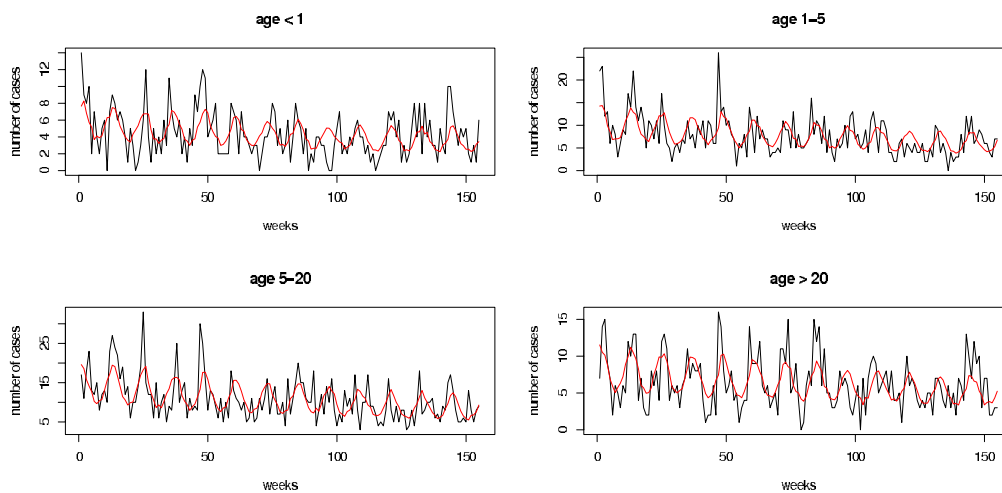 age < 1
number of cases
0 2 4 6 8 12
0 50 100 150
weeks
age 1–5
number of cases
0 5 10 20
0 50 100 150
weeks
age 5–20
number of cases
5 15 25
0 50 100 150
weeks
age > 20
number of cases
0 5 10 15
0 50 100 150
weeks